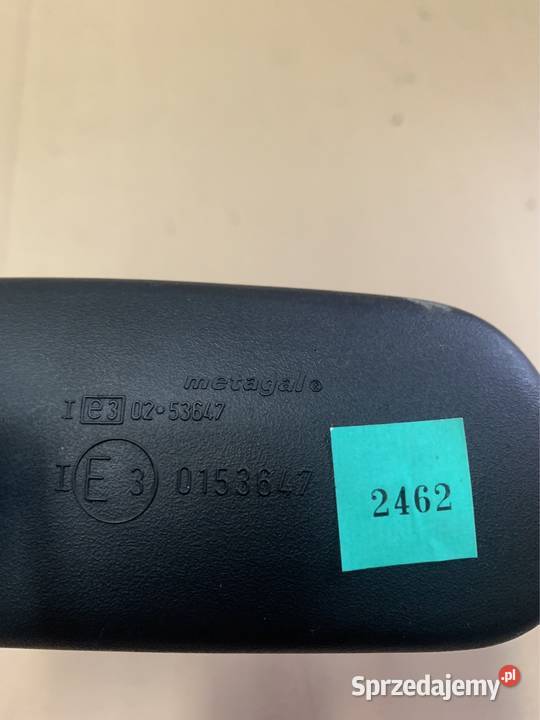 metagal®
I e3 02·53647
I E 3 0153647
2462
Sprzedajemy.pl